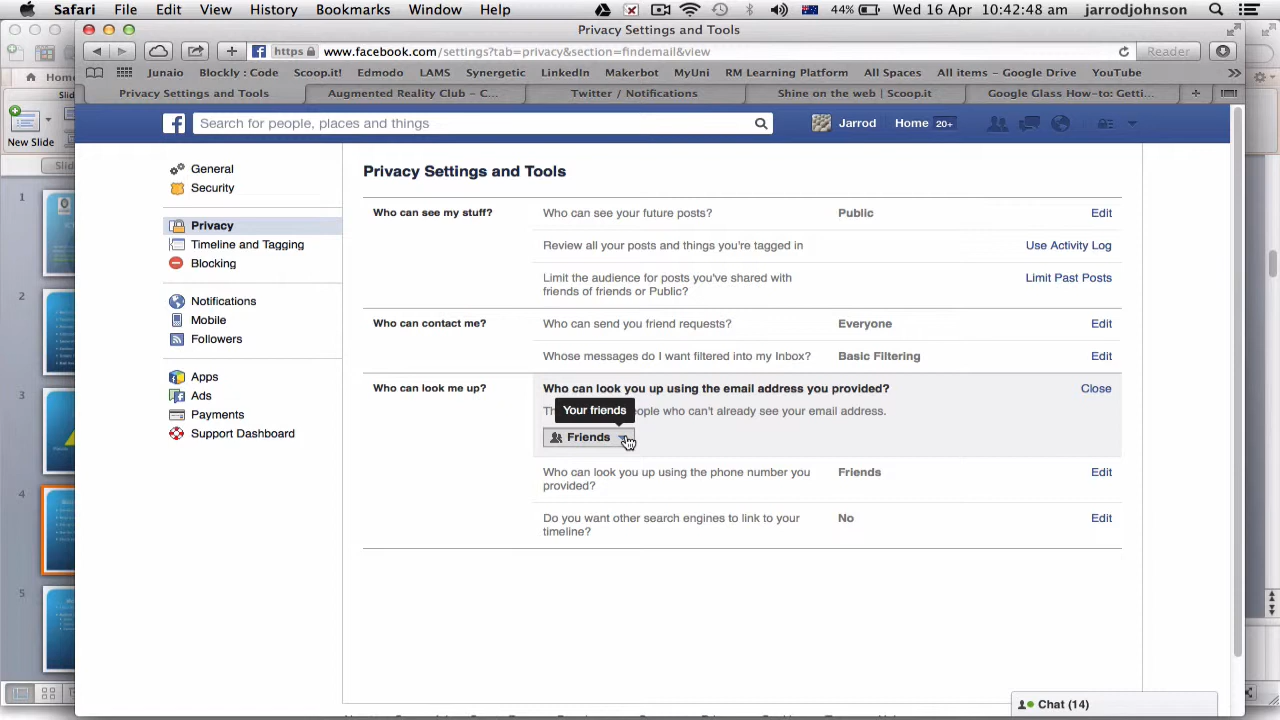 Safari File Edit View History Bookmarks Window Help 44% Wed 16 Apr 10:42:48 am jarrodjohnson
Privacy Settings and Tools
https www.facebook.com/settings?tab=privacy&section=findemail&view Reader
Junaio Blockly : Code Scoop.it! Edmodo LAMS Synergetic LinkedIn Makerbot MyUni RM Learning Platform All Spaces All items – Google Drive YouTube
Privacy Settings and Tools Augmented Reality Club – C... Twitter / Notifications Shine on the web | Scoop.it Google Glass How-to: Getti...
Search for people, places and things Jarrod Home 20+
Home
New Slide
1
2
3
4
5
General
Security
Privacy
Timeline and Tagging
Blocking
Notifications
Mobile
Followers
Apps
Ads
Payments
Support Dashboard
Privacy Settings and Tools
Who can see my stuff? Who can see your future posts? Public Edit
Review all your posts and things you're tagged in Use Activity Log
Limit the audience for posts you've shared with Limit Past Posts
friends of friends or Public?
Who can contact me? Who can send you friend requests? Everyone Edit
Whose messages do I want filtered into my Inbox? Basic Filtering Edit
Who can look me up? Who can look you up using the email address you provided? Close
Your friends who can't already see your email address.
Friends
Who can look you up using the phone number you Friends Edit
provided?
Do you want other search engines to link to your No Edit
timeline?
Chat (14)